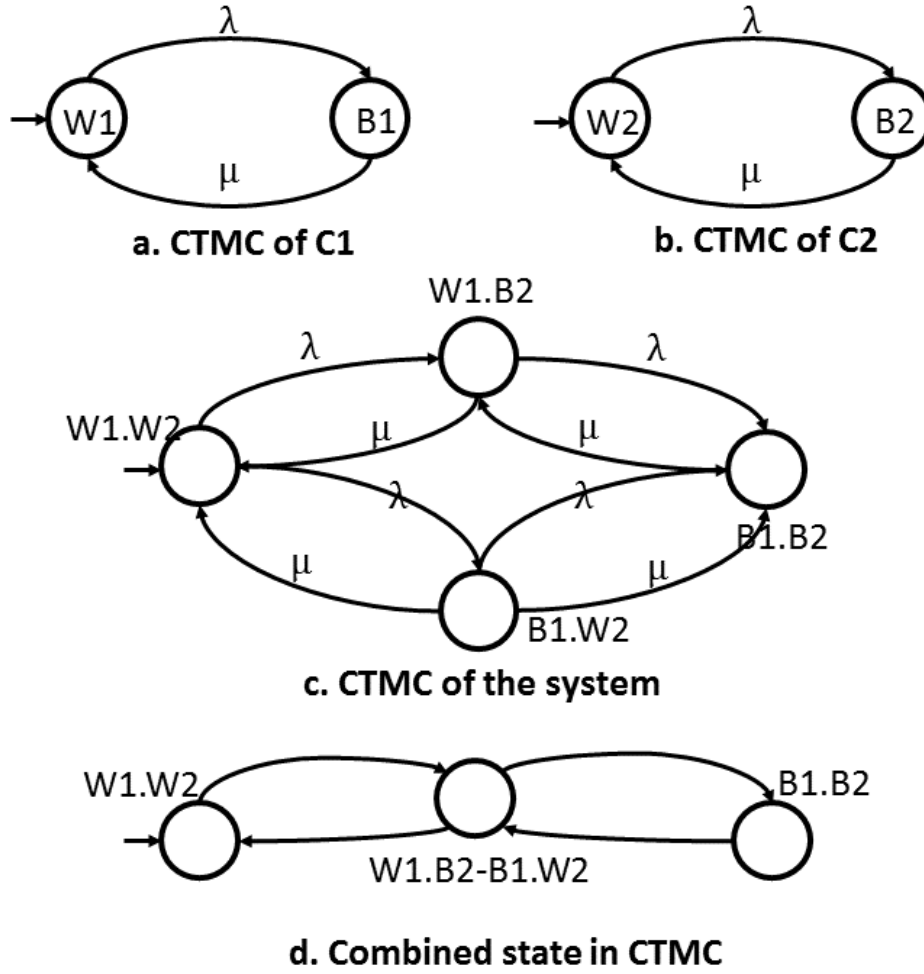 λ
λ
W1
B1
W2
B2
μ
μ
a. CTMC of C1
b. CTMC of C2
W1.B2
λ
λ
W1.W2
μ
μ
λ
λ
B1.B2
μ
μ
B1.W2
c. CTMC of the system
W1.W2
B1.B2
W1.B2-B1.W2
d. Combined state in CTMC